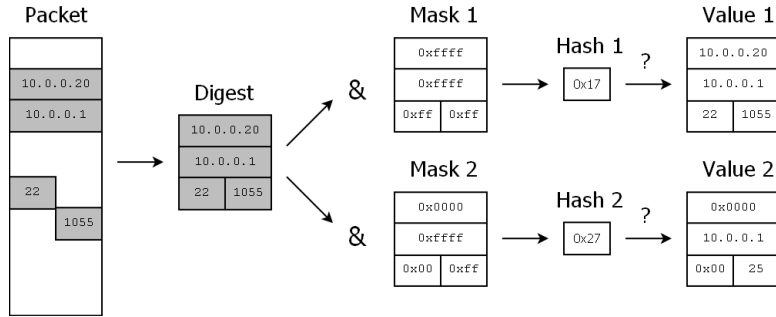 Packet
10.0.0.20
10.0.0.1
22
1055
Digest
10.0.0.20
10.0.0.1
22 1055
&
Mask 1
0xffff
0xffff
0xff 0xff
Hash 1
0x17
?
Value 1
10.0.0.20
10.0.0.1
22 1055
&
Mask 2
0x0000
0xffff
0x00 0xff
Hash 2
0x27
?
Value 2
0x0000
10.0.0.1
0x00 25